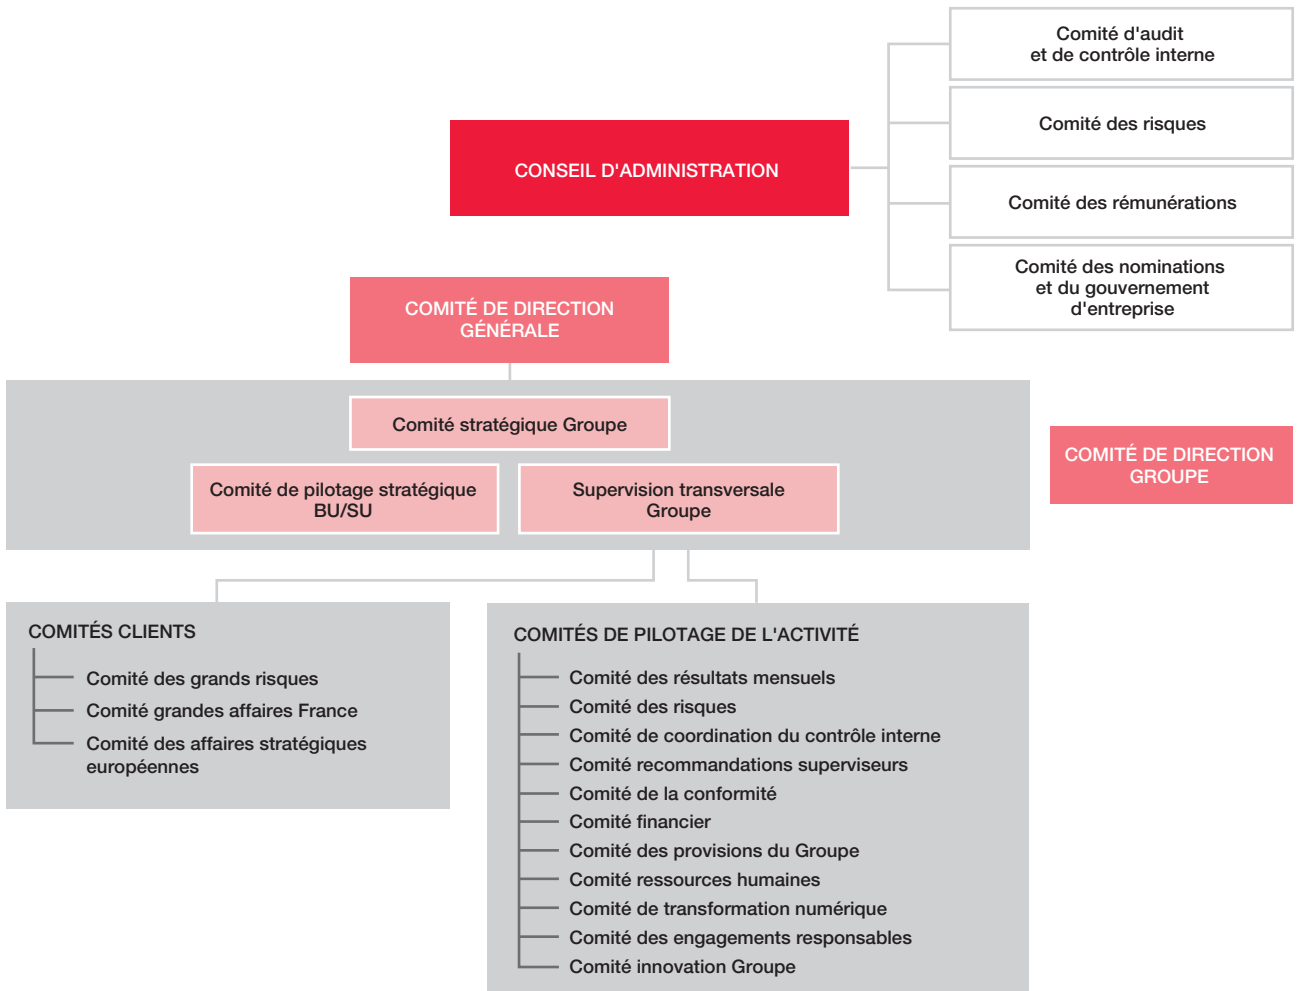 Comité d'audit
et de contrôle interne
Comité des risques
CONSEIL D'ADMINISTRATION
Comité des rémunérations
Comité des nominations
et du gouvernement
d'entreprise
COMITÉ DE DIRECTION
GÉNÉRALE
Comité stratégique Groupe
COMITÉ DE DIRECTION
GROUPE
Comité de pilotage stratégique
BU/SU
Supervision transversale
Groupe
COMITÉS CLIENTS
Comité des grands risques
Comité grandes affaires France
Comité des affaires stratégiques
européennes
COMITÉS DE PILOTAGE DE L'ACTIVITÉ
Comité des résultats mensuels
Comité des risques
Comité de coordination du contrôle interne
Comité recommandations superviseurs
Comité de la conformité
Comité financier
Comité des provisions du Groupe
Comité ressources humaines
Comité de transformation numérique
Comité des engagements responsables
Comité innovation Groupe